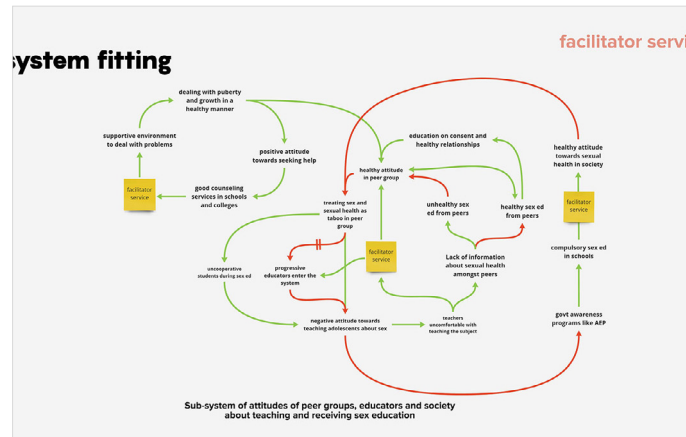 facilitator servi
system fitting
dealing with puberty
and growth in a
healthy manner
supportive environment
to deal with problems
positive attitude
towards seeking help
facilitator
service
good counseling
services in schools
and colleges
education on consent and
healthy relationships
healthy attitude
in peer group
healthy attitude
towards sexual
health in society
treating sex and
sexual health as
taboo in peer
group
unhealthy sex
ed from peers
healthy sex ed
from peers
facilitator
service
uncooperative
students during sex ed
progressive
educators enter the
system
facilitator
service
Lack of information
about sexual health
amongst peers
compulsory sex ed
in schools
negative attitude towards
teaching adolescents about sex
teachers
uncomfortable with
teaching the subject
govt awareness
programs like AEP
Sub-system of attitudes of peer groups, educators and society
about teaching and receiving sex education